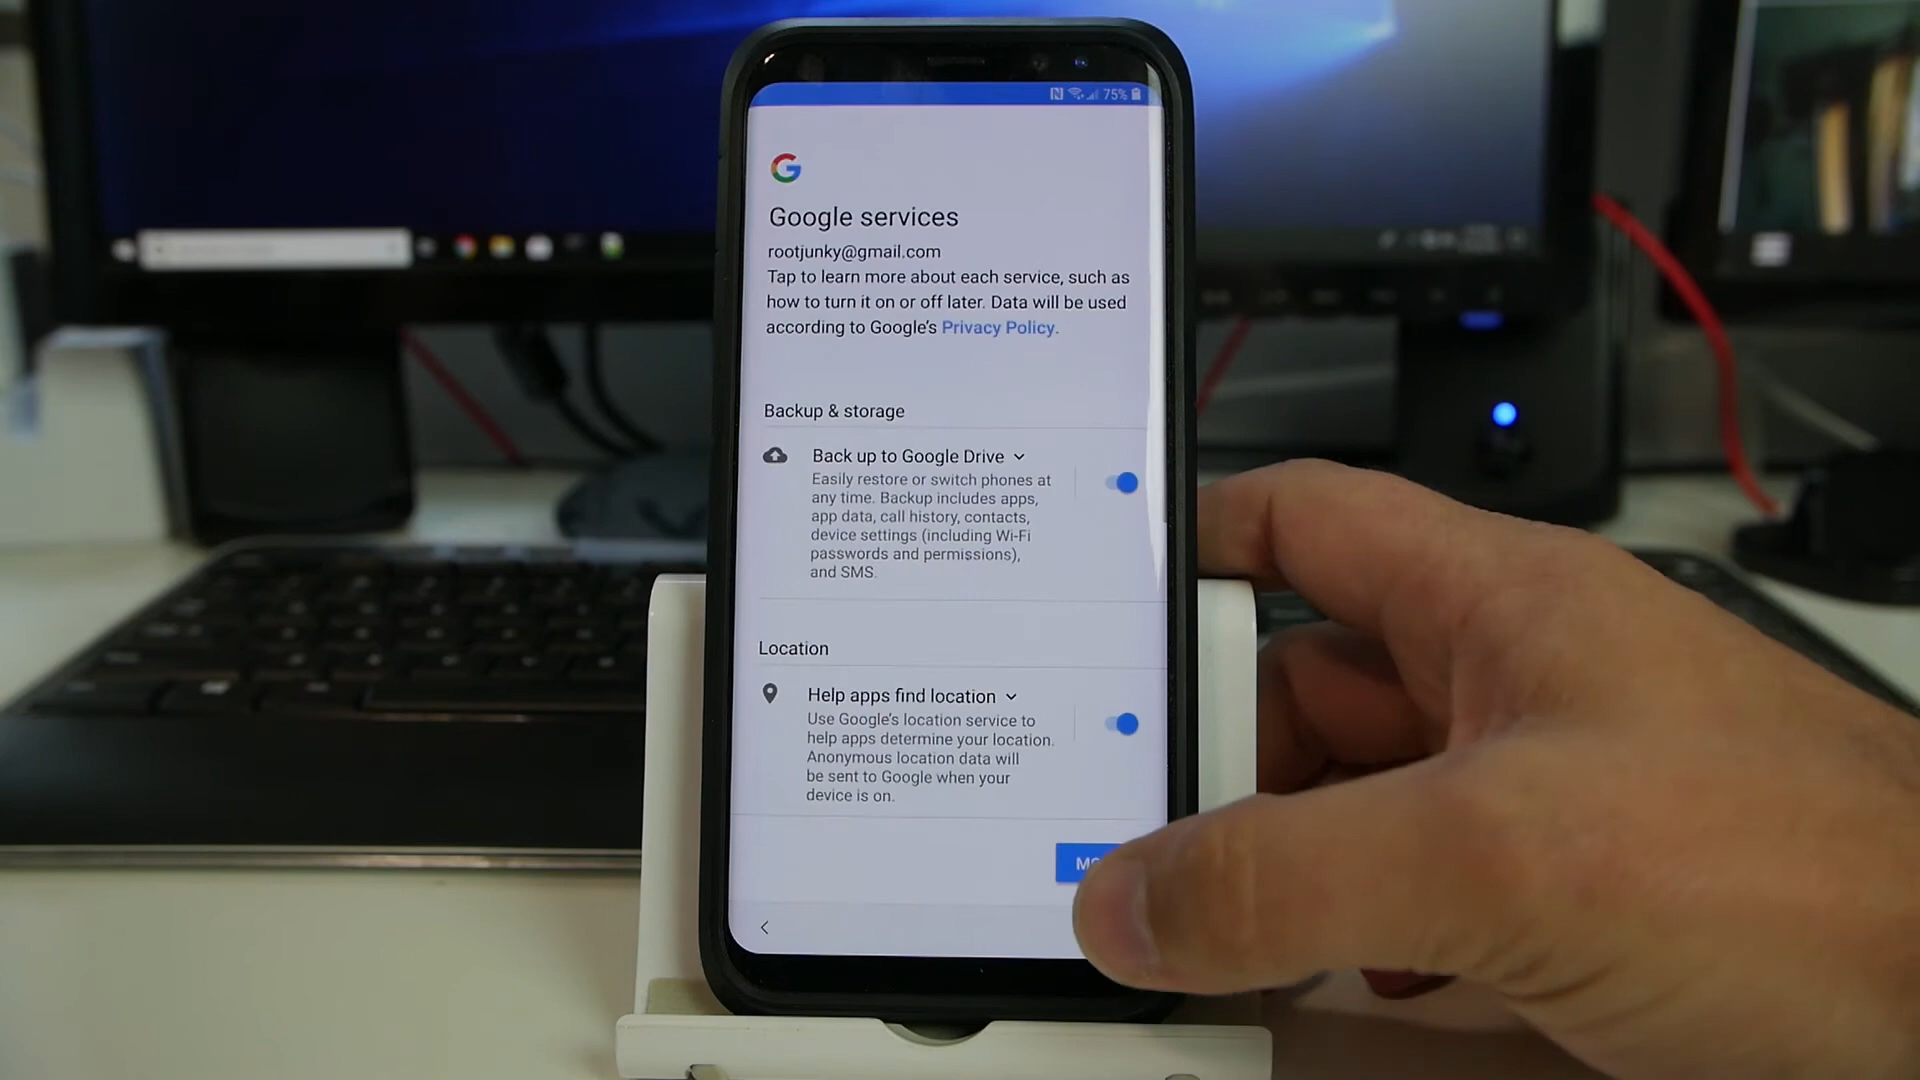 75%
Google services
rootjunky@gmail.com
Tap to learn more about each service, such as
how to turn it on or off later. Data will be used
according to Google’s Privacy Policy.
Backup & storage
Back up to Google Drive
Easily restore or switch phones at
any time. Backup includes apps,
app data, call history, contacts,
device settings (including Wi-Fi
passwords and permissions),
and SMS.
Location
Help apps find location
Use Google’s location service to
help apps determine your location.
Anonymous location data will
be sent to Google when your
device is on.